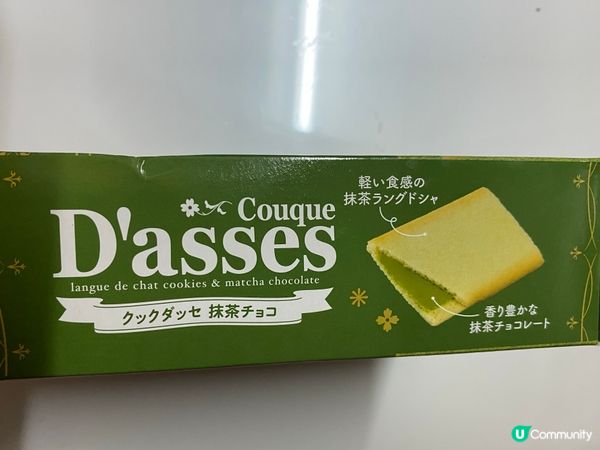 Couque
D'asses
langue de chat cookies & matcha chocolate
クックダッセ 抹茶チョコ
軽い食感の
抹茶ラングドシャ
香り豊かな
抹茶チョコレート
U Community